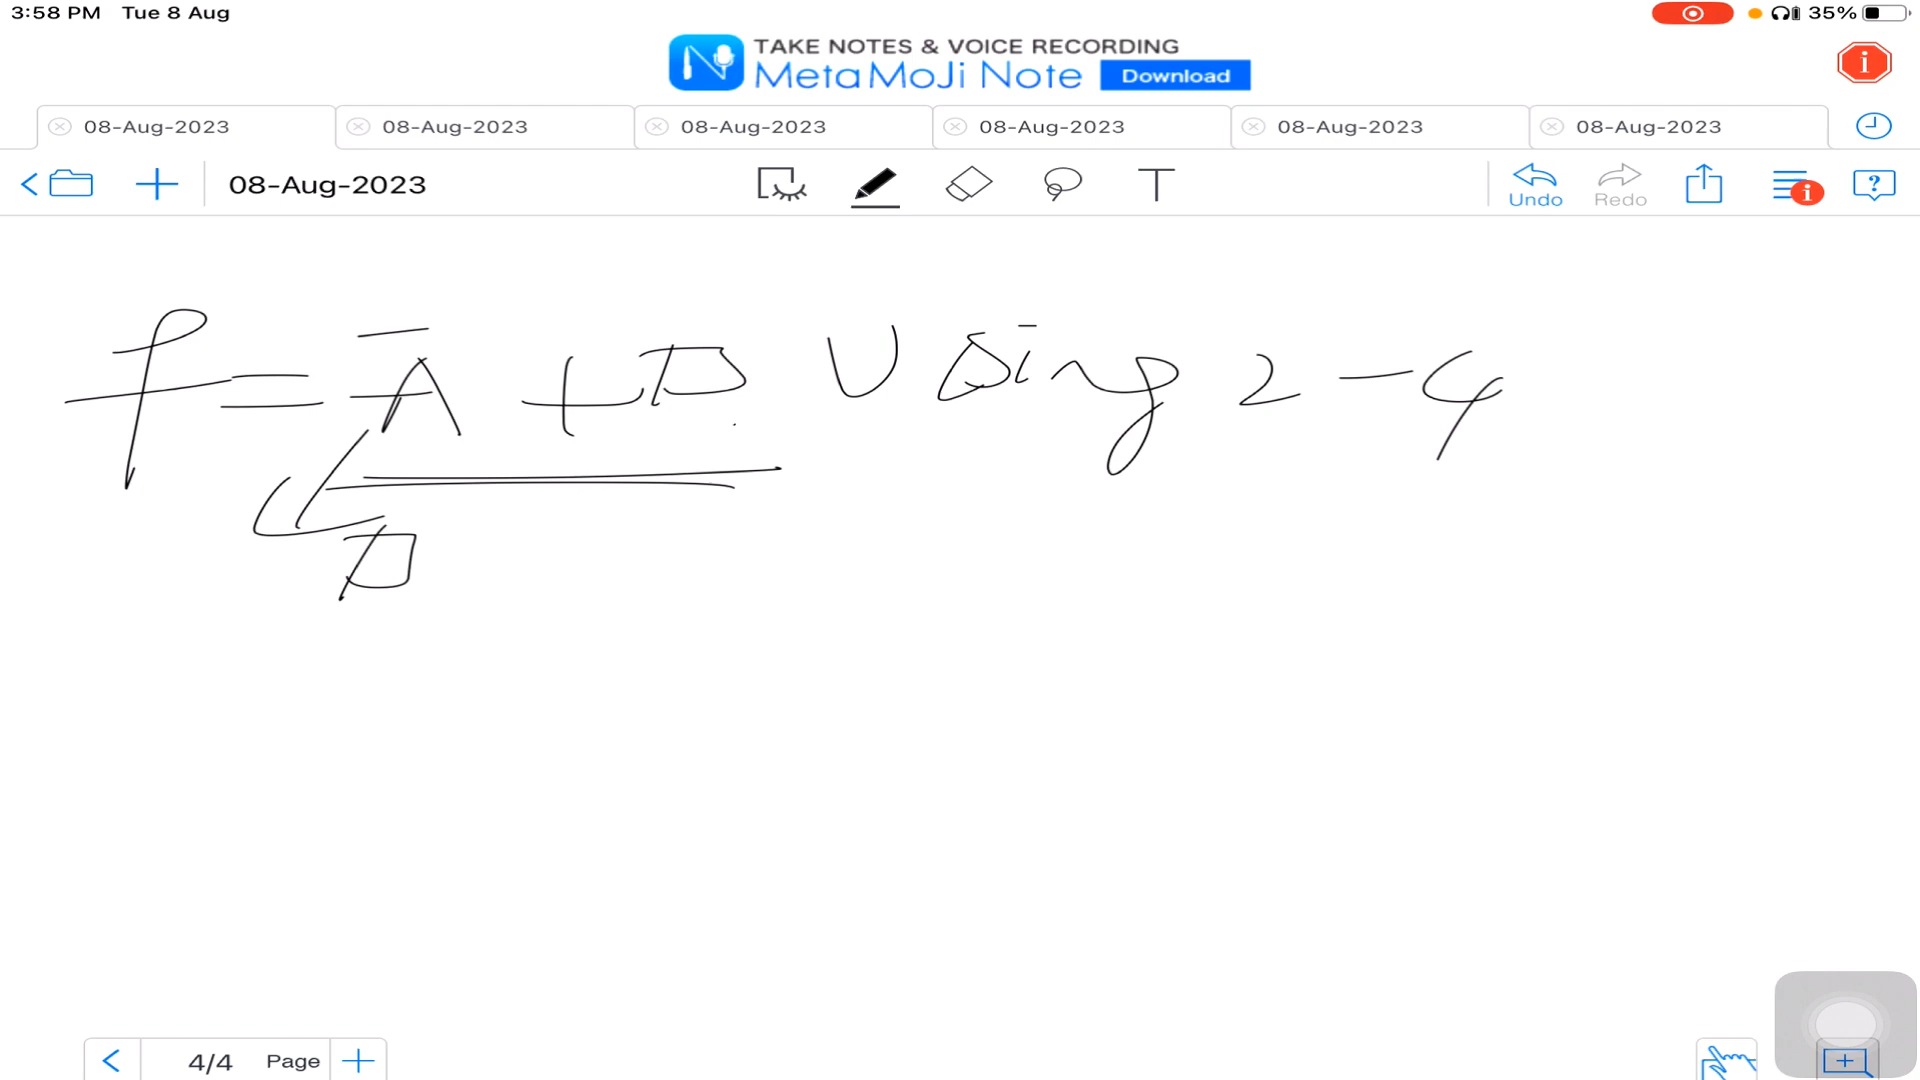 3:58 PM Tue 8 Aug 35%
TAKE NOTES & VOICE RECORDING
MetaMoJi Note Download
08-Aug-2023 08-Aug-2023 08-Aug-2023 08-Aug-2023 08-Aug-2023 08-Aug-2023
08-Aug-2023 T Undo Redo
f = Ā + B Using 2-4
4/4 Page